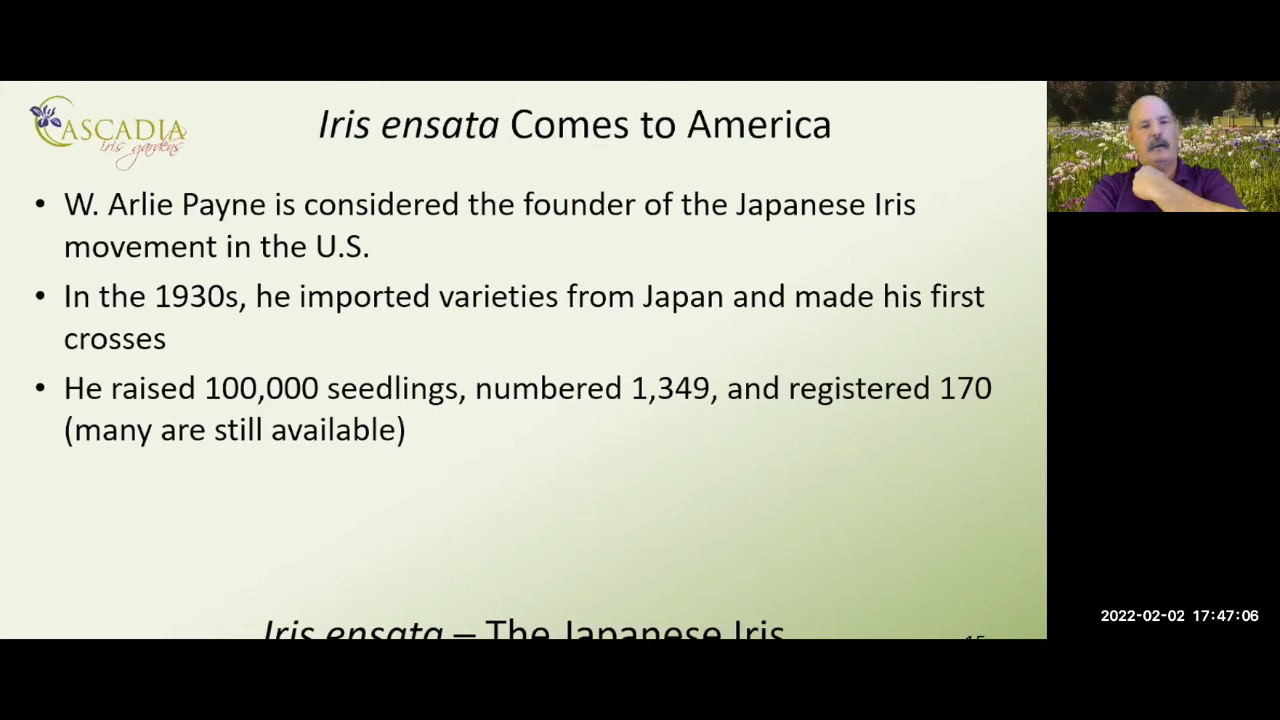 CASCADIA
iris gardens
Iris ensata Comes to America
• W. Arlie Payne is considered the founder of the Japanese Iris
movement in the U.S.
• In the 1930s, he imported varieties from Japan and made his first
crosses
• He raised 100,000 seedlings, numbered 1,349, and registered 170
(many are still available)
Iris ensata – The Japanese Iris
15
2022-02-02 17:47:06